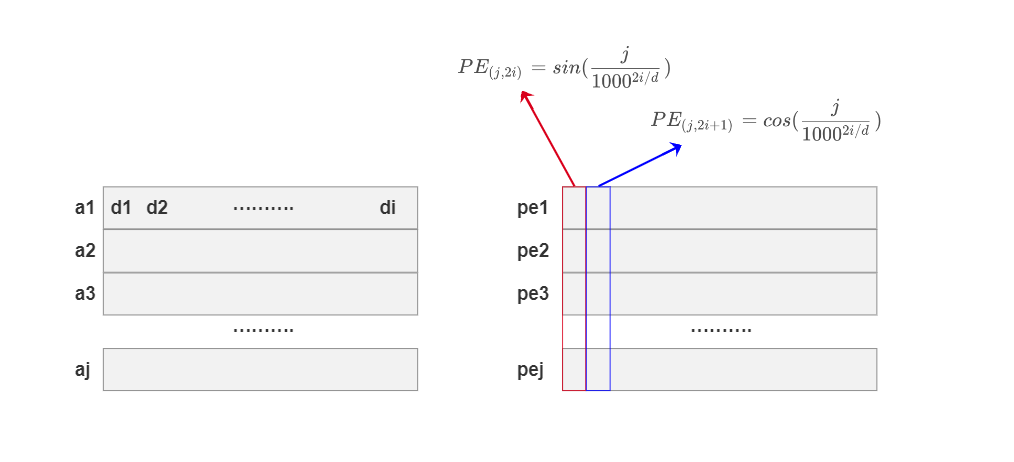 PE_{(j,2i)} = sin(\frac{j}{1000^{2i/d}})
PE_{(j,2i+1)} = cos(\frac{j}{1000^{2i/d}})
a1 d1 d2 .......... di
a2
a3
..........
aj
pe1
pe2
pe3
..........
pej